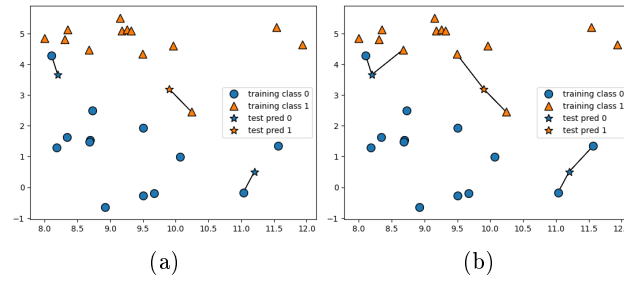 5
4
3
2
1
0
−1
8.0 8.5 9.0 9.5 10.0 10.5 11.0 11.5 12.0
training class 0
training class 1
test pred 0
test pred 1
(a)
5
4
3
2
1
0
−1
8.0 8.5 9.0 9.5 10.0 10.5 11.0 11.5 12.0
training class 0
training class 1
test pred 0
test pred 1
(b)